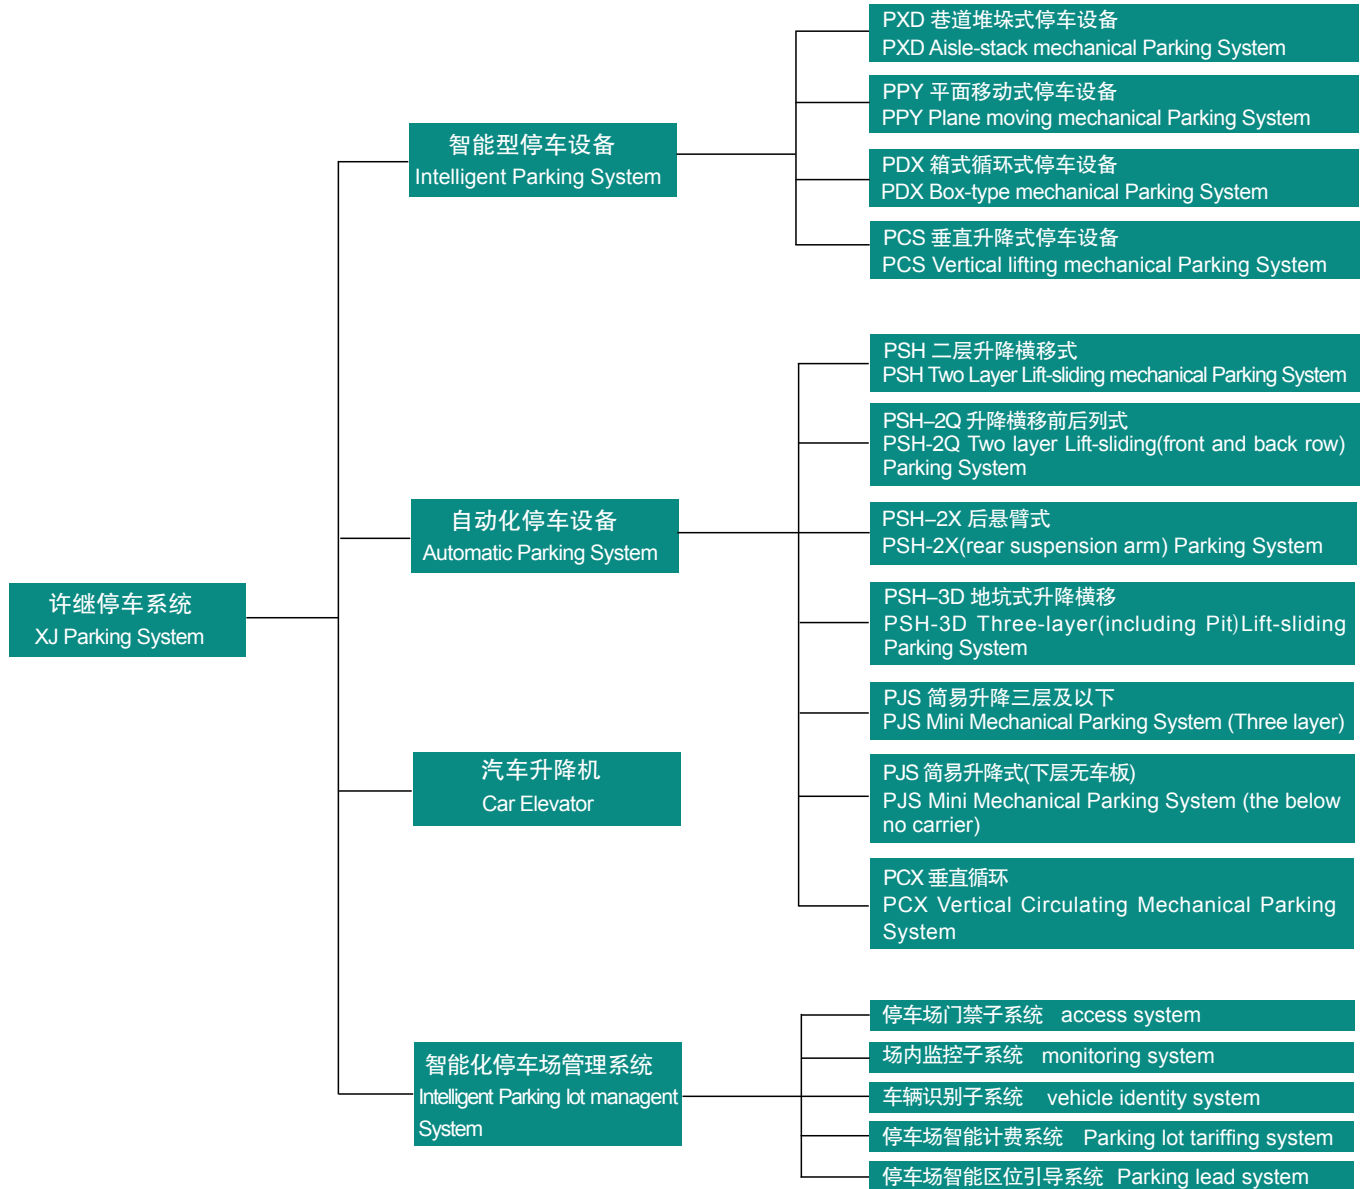 许继停车系统
XJ Parking System
智能型停车设备
Intelligent Parking System
PXD 巷道堆垛式停车设备
PXD Aisle-stack mechanical Parking System
PPY 平面移动式停车设备
PPY Plane moving mechanical Parking System
PDX 箱式循环式停车设备
PDX Box-type mechanical Parking System
PCS 垂直升降式停车设备
PCS Vertical lifting mechanical Parking System
自动化停车设备
Automatic Parking System
PSH 二层升降横移式
PSH Two Layer Lift-sliding mechanical Parking System
PSH–2Q 升降横移前后列式
PSH-2Q Two layer Lift-sliding(front and back row)
Parking System
PSH–2X 后悬臂式
PSH-2X(rear suspension arm) Parking System
PSH–3D 地坑式升降横移
PSH-3D Three-layer(including Pit)Lift-sliding
Parking System
PJS 简易升降三层及以下
PJS Mini Mechanical Parking System (Three layer)
PJS 简易升降式(下层无车板)
PJS Mini Mechanical Parking System (the below
no carrier)
PCX 垂直循环
PCX Vertical Circulating Mechanical Parking
System
汽车升降机
Car Elevator
智能化停车场管理系统
Intelligent Parking lot managent
System
停车场门禁子系统 access system
场内监控子系统 monitoring system
车辆识别子系统 vehicle identity system
停车场智能计费系统 Parking lot tariffing system
停车场智能区位引导系统 Parking lead system